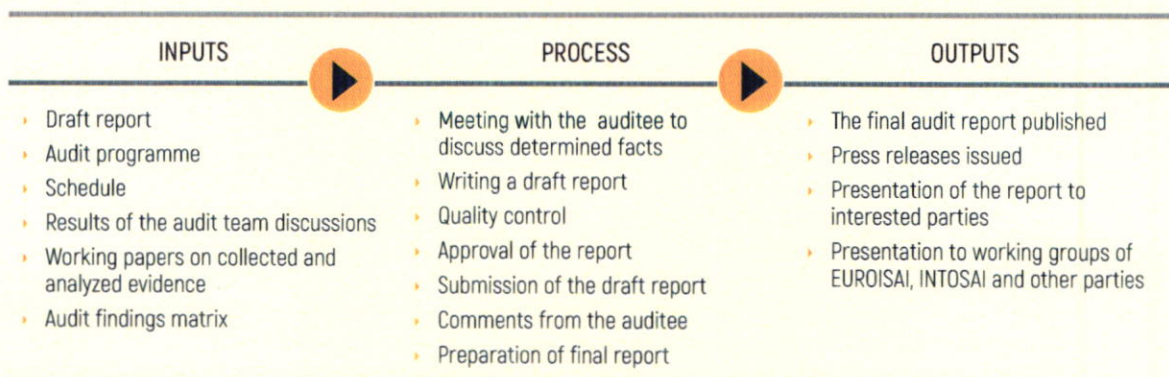 INPUTS
Draft report
Audit programme
Schedule
Results of the audit team discussions
Working papers on collected and
analyzed evidence
Audit findings matrix
PROCESS
Meeting with the auditee to
discuss determined facts
Writing a draft report
Quality control
Approval of the report
Submission of the draft report
Comments from the auditee
Preparation of final report
OUTPUTS
The final audit report published
Press releases issued
Presentation of the report to
interested parties
Presentation to working groups of
EUROISAI, INTOSAI and other parties